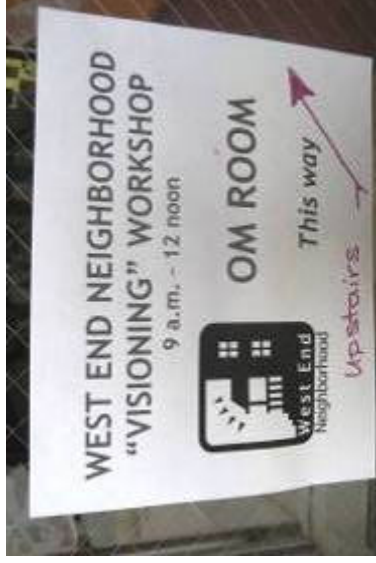 WEST END NEIGHBORHOOD
“VISIONING” WORKSHOP
9 a.m. - 12 noon
OM ROOM
This way
West End
Neighborhood
Upstairs